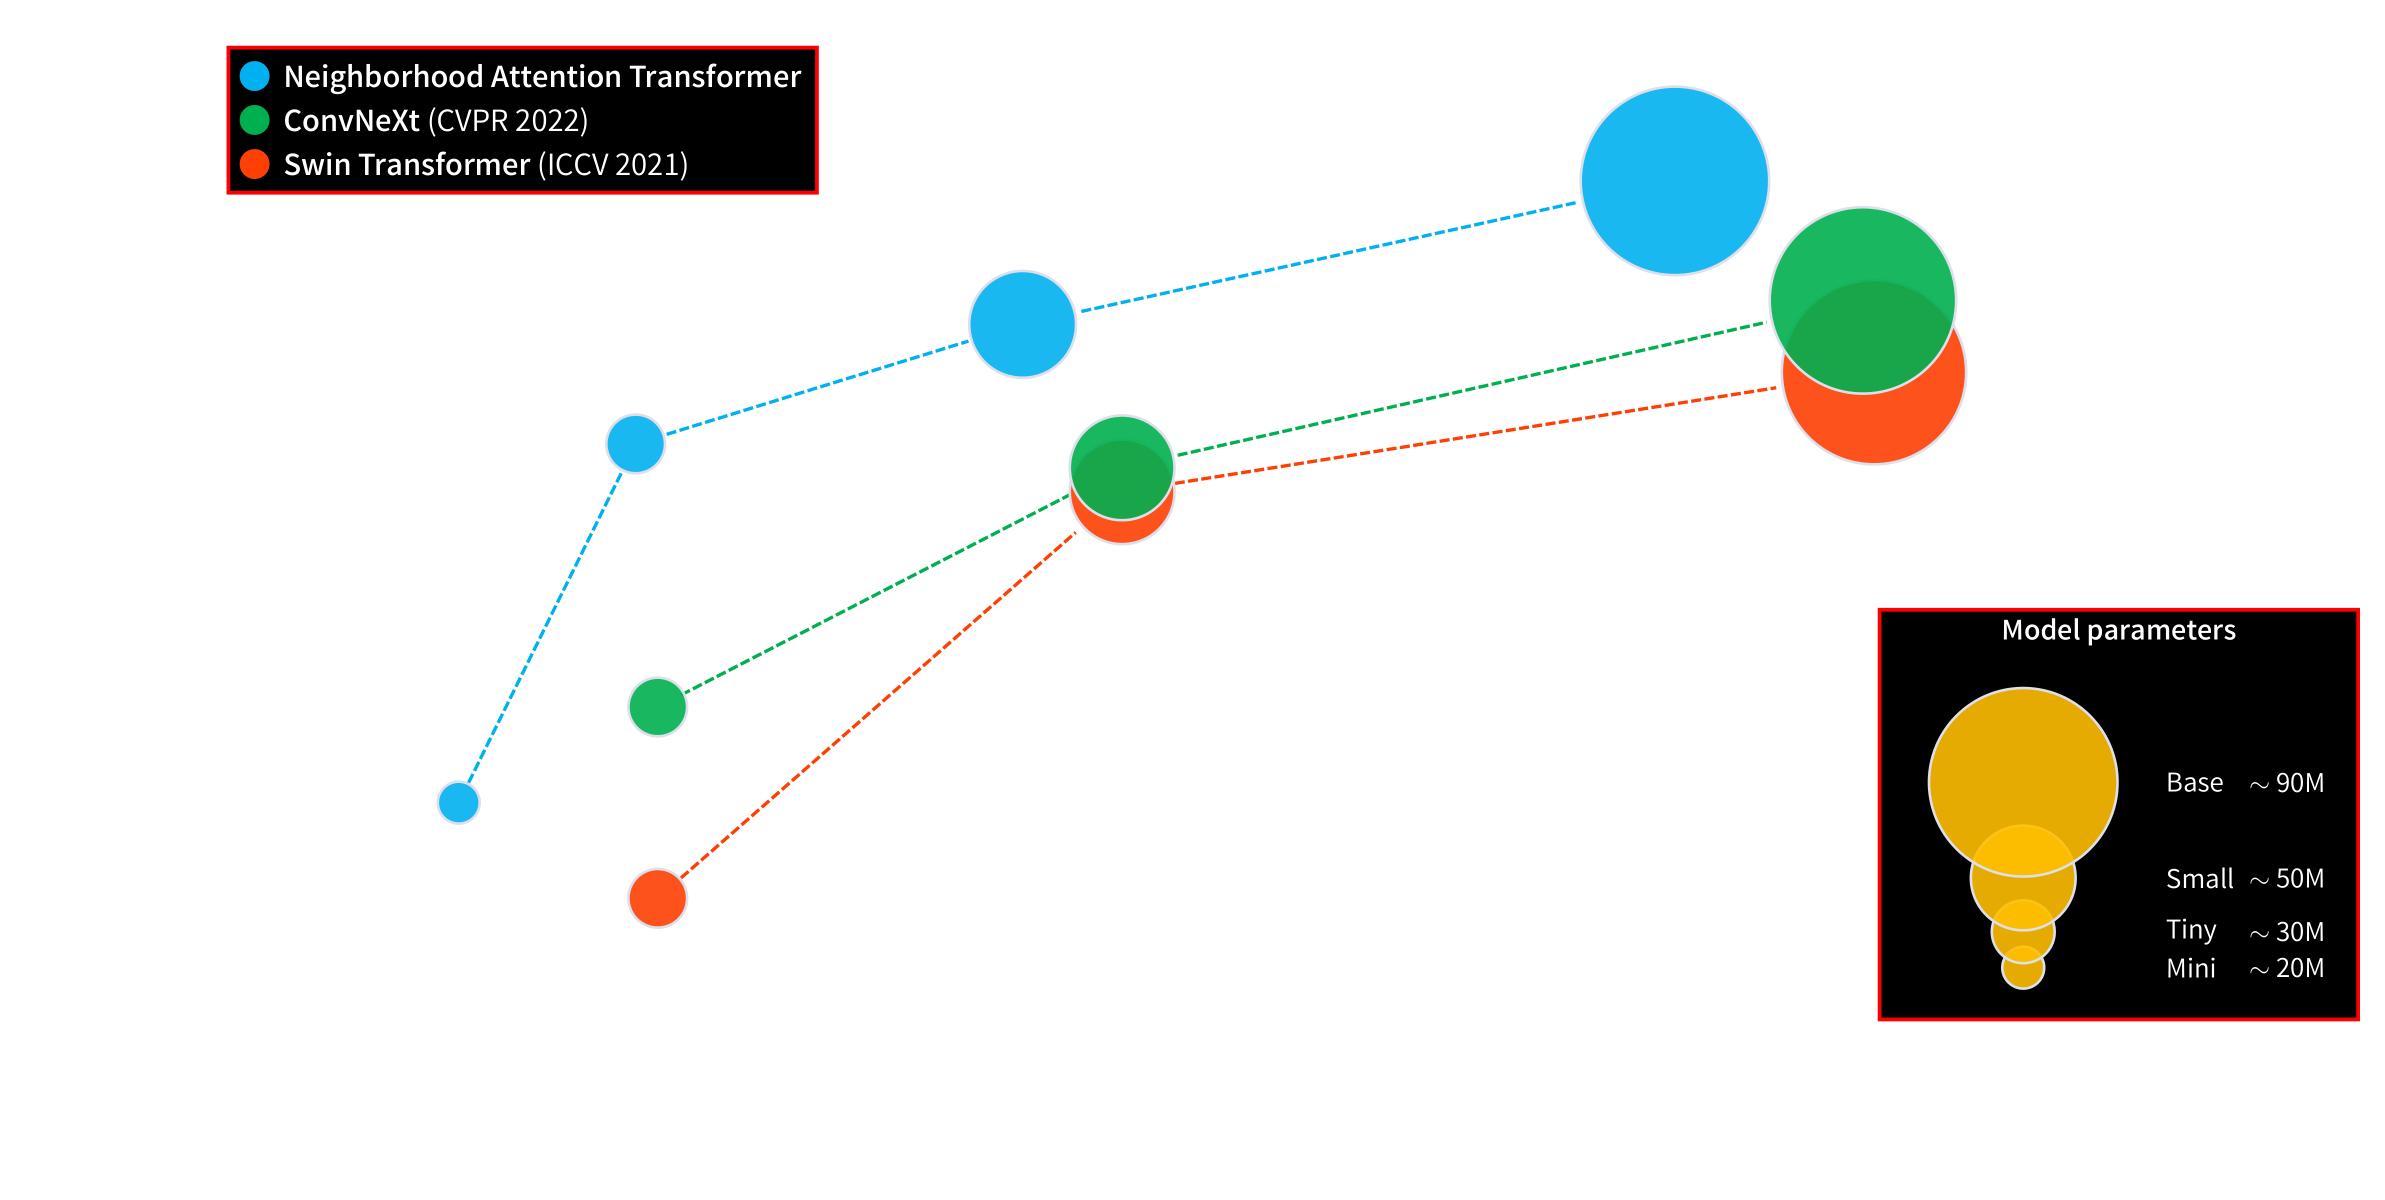 Neighborhood Attention Transformer
ConvNeXt (CVPR 2022)
Swin Transformer (ICCV 2021)
Model parameters
Base ~ 90M
Small ~ 50M
Tiny ~ 30M
Mini ~ 20M